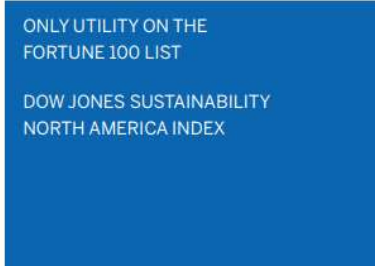 ONLY UTILITY ON THE
FORTUNE 100 LIST
DOW JONES SUSTAINABILITY
NORTH AMERICA INDEX